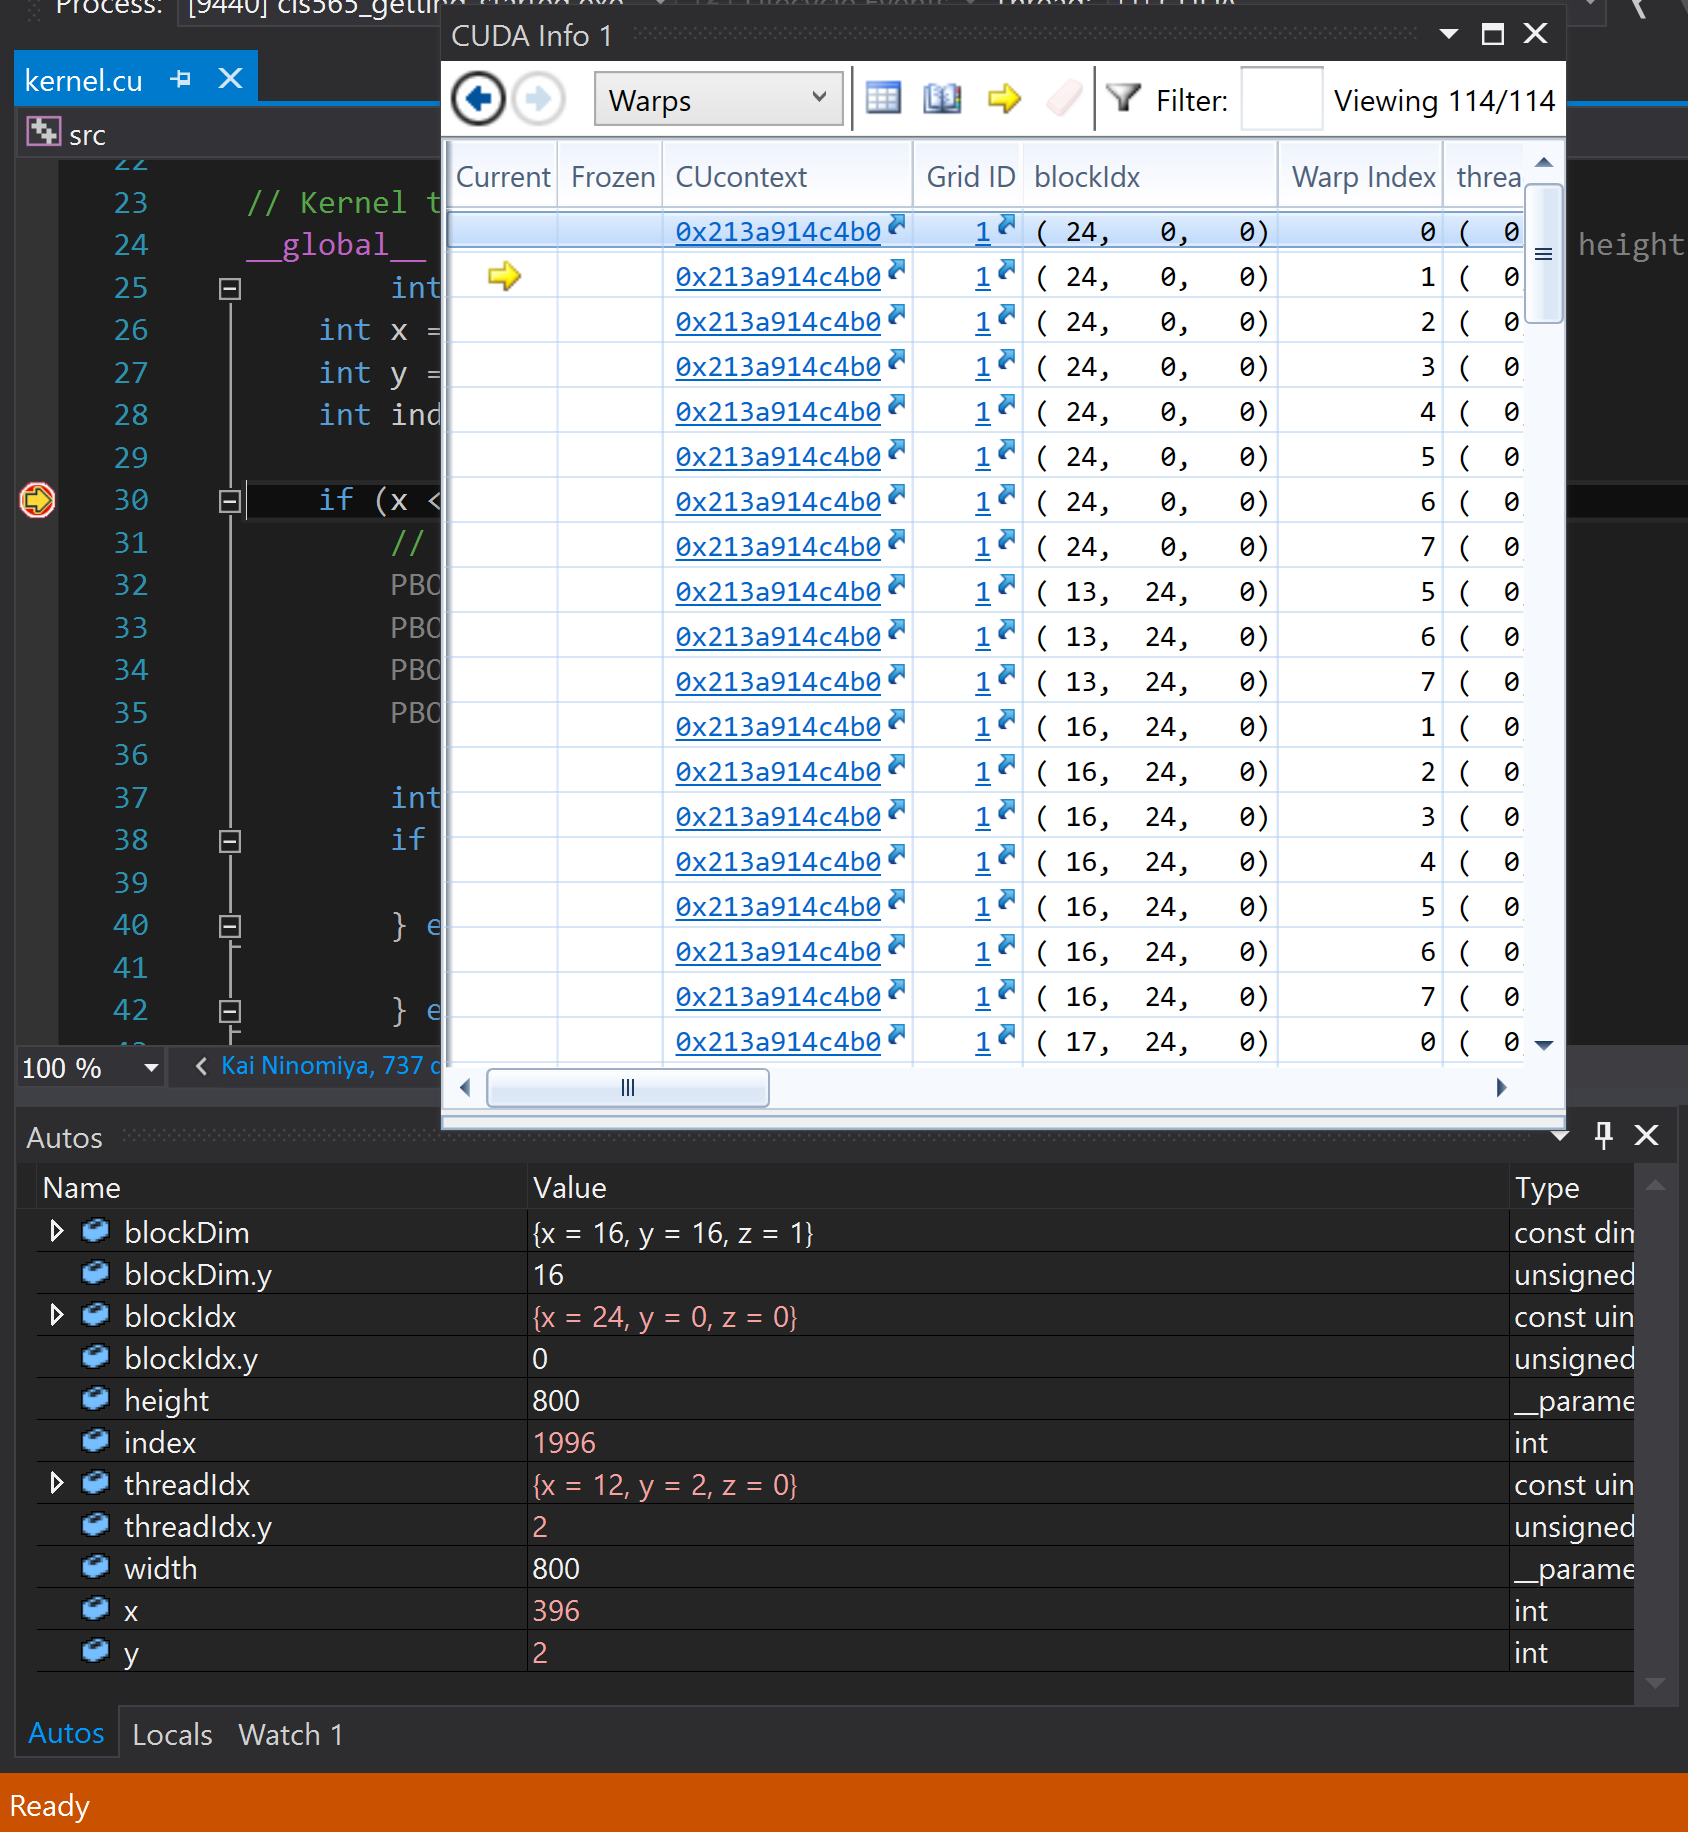 Process: [9440] cis565_getting_started.exe Lifecycle Events Thread:
CUDA Info 1
kernel.cu
Warps Filter: Viewing 114/114
src
Current Frozen CUcontext Grid ID blockIdx Warp Index threa
0x213a914c4b0 1 ( 24, 0, 0) 0 ( 0
0x213a914c4b0 1 ( 24, 0, 0) 1 ( 0
0x213a914c4b0 1 ( 24, 0, 0) 2 ( 0
0x213a914c4b0 1 ( 24, 0, 0) 3 ( 0
0x213a914c4b0 1 ( 24, 0, 0) 4 ( 0
0x213a914c4b0 1 ( 24, 0, 0) 5 ( 0
0x213a914c4b0 1 ( 24, 0, 0) 6 ( 0
0x213a914c4b0 1 ( 24, 0, 0) 7 ( 0
0x213a914c4b0 1 ( 13, 24, 0) 5 ( 0
0x213a914c4b0 1 ( 13, 24, 0) 6 ( 0
0x213a914c4b0 1 ( 13, 24, 0) 7 ( 0
0x213a914c4b0 1 ( 16, 24, 0) 1 ( 0
0x213a914c4b0 1 ( 16, 24, 0) 2 ( 0
0x213a914c4b0 1 ( 16, 24, 0) 3 ( 0
0x213a914c4b0 1 ( 16, 24, 0) 4 ( 0
0x213a914c4b0 1 ( 16, 24, 0) 5 ( 0
0x213a914c4b0 1 ( 16, 24, 0) 6 ( 0
0x213a914c4b0 1 ( 16, 24, 0) 7 ( 0
0x213a914c4b0 1 ( 17, 24, 0) 0 ( 0
22
23 // Kernel t
24 __global__ height
25 int
26 int x =
27 int y =
28 int ind
29
30 if (x <
31 //
32 PBO
33 PBO
34 PBO
35 PBO
36
37 int
38 if
39
40 } e
41
42 } e
100 % Kai Ninomiya, 737 d
Autos
Name Value Type
blockDim {x = 16, y = 16, z = 1} const dim
blockDim.y 16 unsigned
blockIdx {x = 24, y = 0, z = 0} const uin
blockIdx.y 0 unsigned
height 800 __parame
index 1996 int
threadIdx {x = 12, y = 2, z = 0} const uin
threadIdx.y 2 unsigned
width 800 __parame
x 396 int
y 2 int
Autos Locals Watch 1
Ready